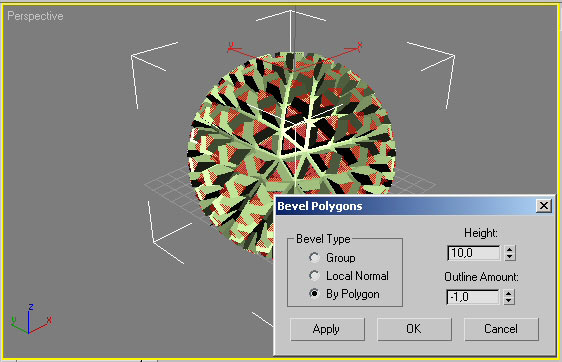 Perspective
y x
Bevel Polygons
Bevel Type
Group
Local Normal
By Polygon
Height:
10,0
Outline Amount:
-1,0
z
y x
Apply OK Cancel